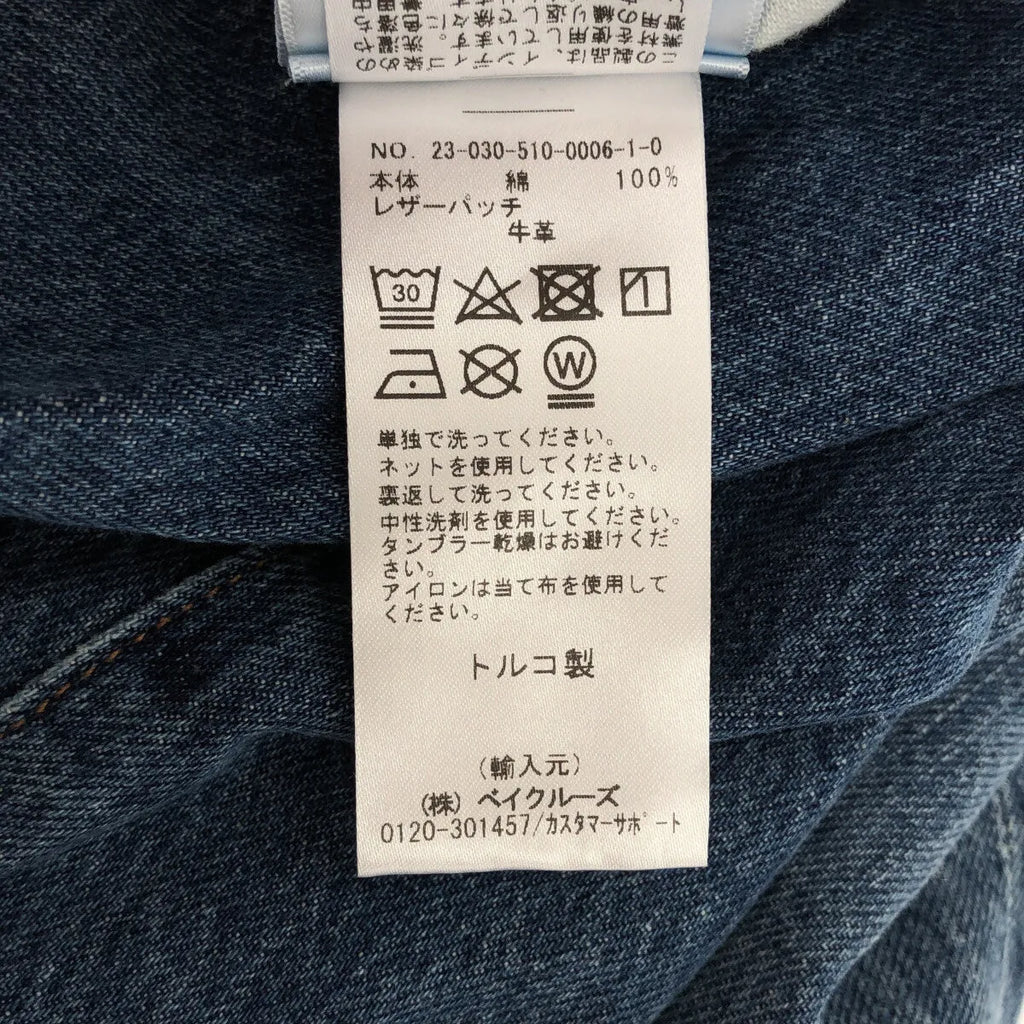 NO. 23-030-510-0006-1-0
本体 綿 100%
レザーパッチ
牛革
30
W
単独で洗ってください。
ネットを使用してください。
裏返して洗ってください。
中性洗剤を使用してください。
タンブラー乾燥はお避けくだ
さい。
アイロンは当て布を使用して
ください。
トルコ製
(輸入元)
(株) ベイクルーズ
0120-301457/カスタマーサポート